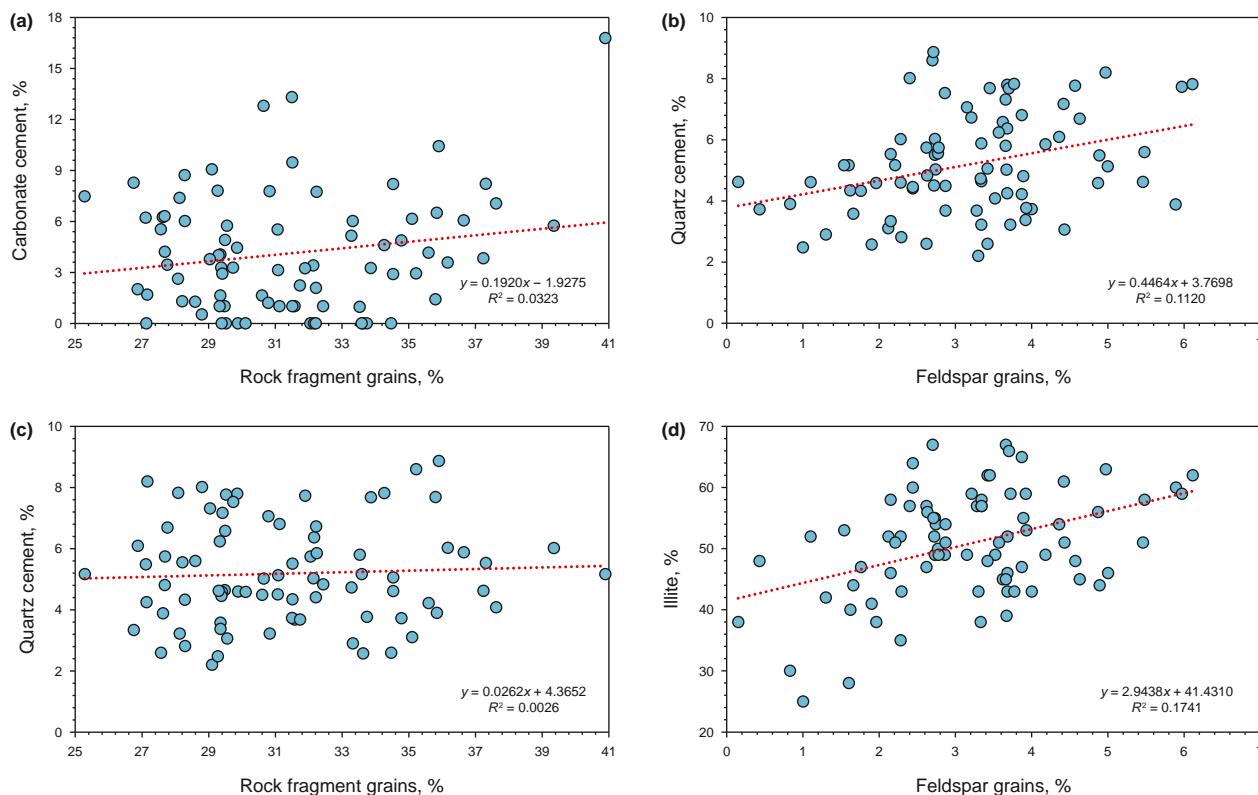 (a)
18
15
12
9
6
3
0
Carbonate cement, %
y = 0.1920x – 1.9275
R² = 0.0323
25 27 29 31 33 35 37 39 41
Rock fragment grains, %
(b)
10
8
6
4
2
0
Quartz cement, %
y = 0.4464x + 3.7698
R² = 0.1120
0 1 2 3 4 5 6
Feldspar grains, %
(c)
10
8
6
4
2
0
Quartz cement, %
y = 0.0262x + 4.3652
R² = 0.0026
25 27 29 31 33 35 37 39 41
Rock fragment grains, %
(d)
70
60
50
40
30
20
Illite, %
y = 2.9438x + 41.4310
R² = 0.1741
0 1 2 3 4 5 6
Feldspar grains, %